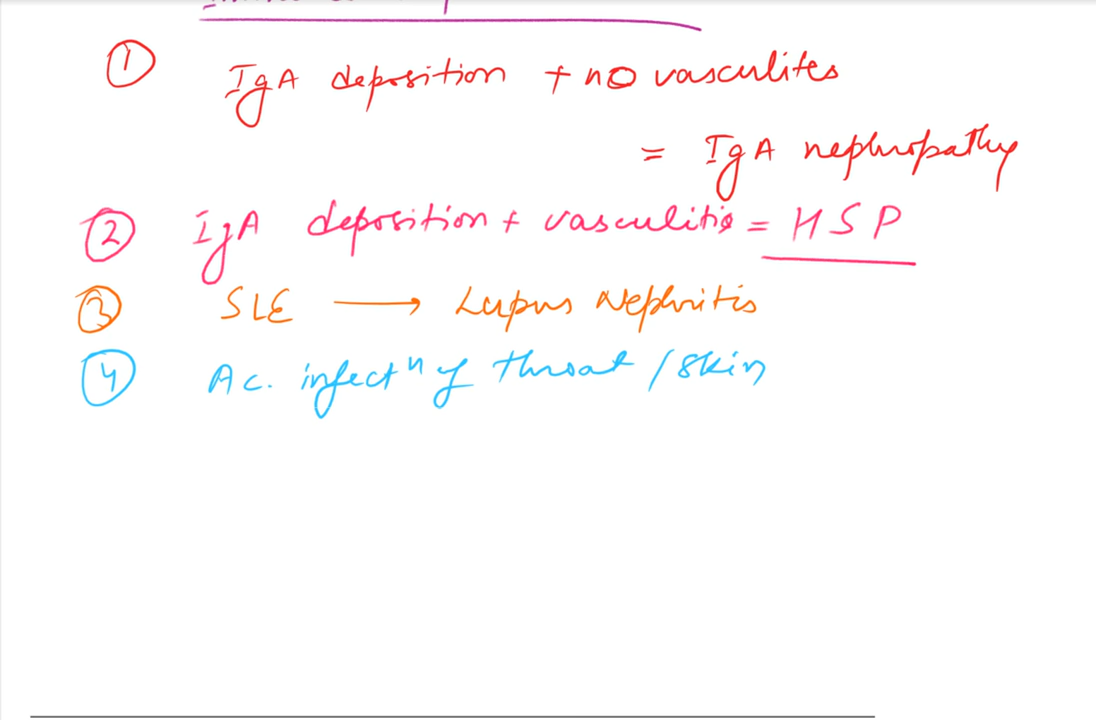 ① IgA deposition + no vasculites
= IgA nephropathy
② IgA deposition + vasculitis = HSP
③ SLE → Lupus Nephritis
④ Ac. infectⁿ of throat / skin